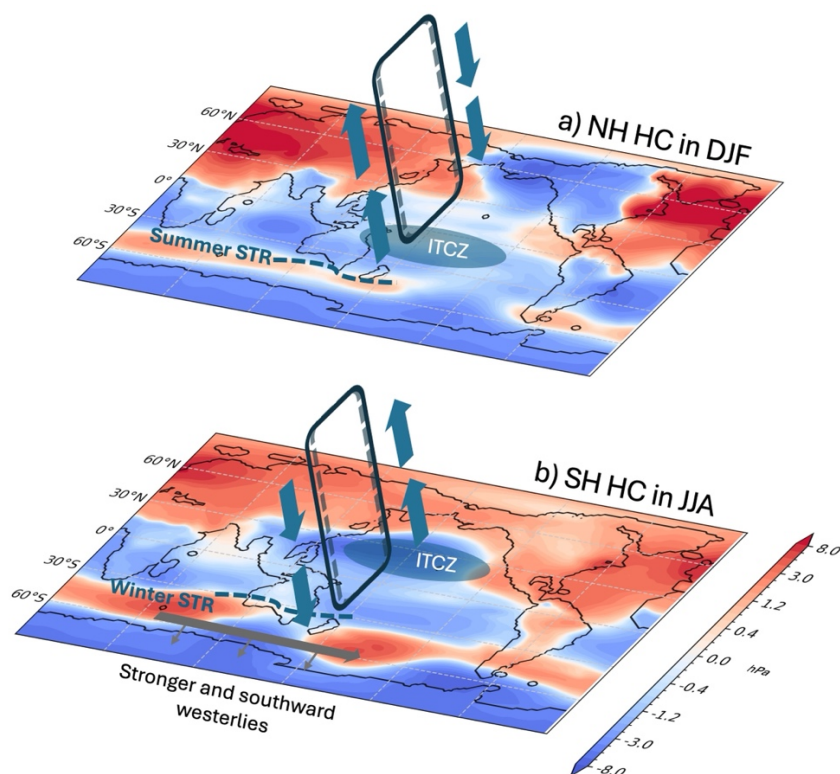 a) NH HC in DJF
60°N
30°N
0°
30°S
60°S
Summer STR
ITCZ
b) SH HC in JJA
60°N
30°N
0°
30°S
60°S
Winter STR
ITCZ
Stronger and southward
westerlies
8.0
3.0
1.2
0.4
0.0
-0.4
-1.2
-3.0
-8.0
hPa